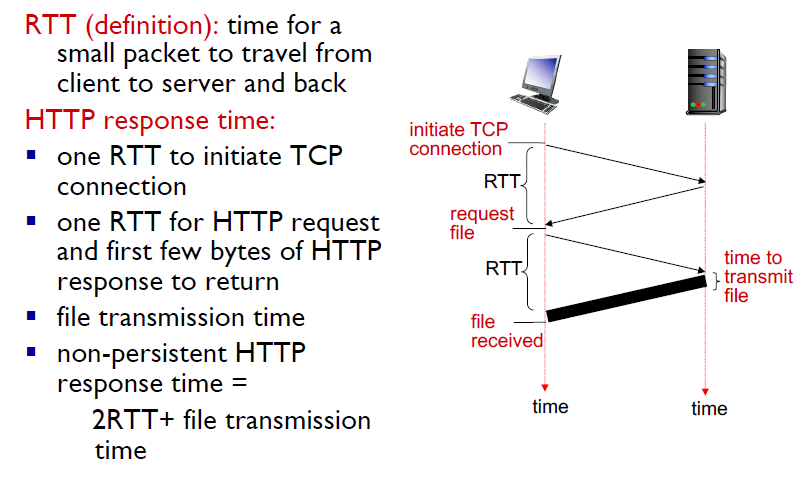 RTT (definition): time for a
small packet to travel from
client to server and back
HTTP response time:
▪ one RTT to initiate TCP
connection
▪ one RTT for HTTP request
and first few bytes of HTTP
response to return
▪ file transmission time
▪ non-persistent HTTP
response time =
2RTT+ file transmission
time
initiate TCP
connection
RTT
request
file
RTT
time to
transmit
file
file
received
time
time